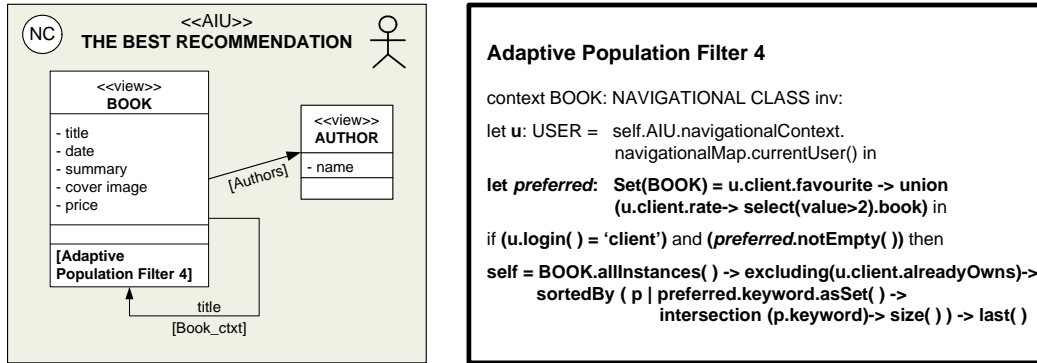 NC
<<AIU>>
THE BEST RECOMMENDATION
<<view>>
BOOK
- title
- date
- summary
- cover image
- price
[Adaptive
Population Filter 4]
<<view>>
AUTHOR
- name
[Authors]
title
[Book_ctxt]
Adaptive Population Filter 4
context BOOK: NAVIGATIONAL CLASS inv:
let u: USER = self.AIU.navigationalContext.
navigationalMap.currentUser() in
let preferred: Set(BOOK) = u.client.favourite -> union
(u.client.rate-> select(value>2).book) in
if (u.login( ) = ‘client’) and (preferred.notEmpty( )) then
self = BOOK.allInstances( ) -> excluding(u.client.alreadyOwns)->
sortedBy ( p | preferred.keyword.asSet( ) ->
intersection (p.keyword)-> size( ) ) -> last( )